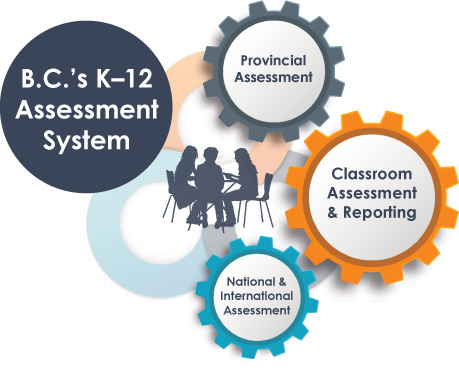 B.C.’s K–12
Assessment
System
Provincial
Assessment
Classroom
Assessment
& Reporting
National &
International
Assessment